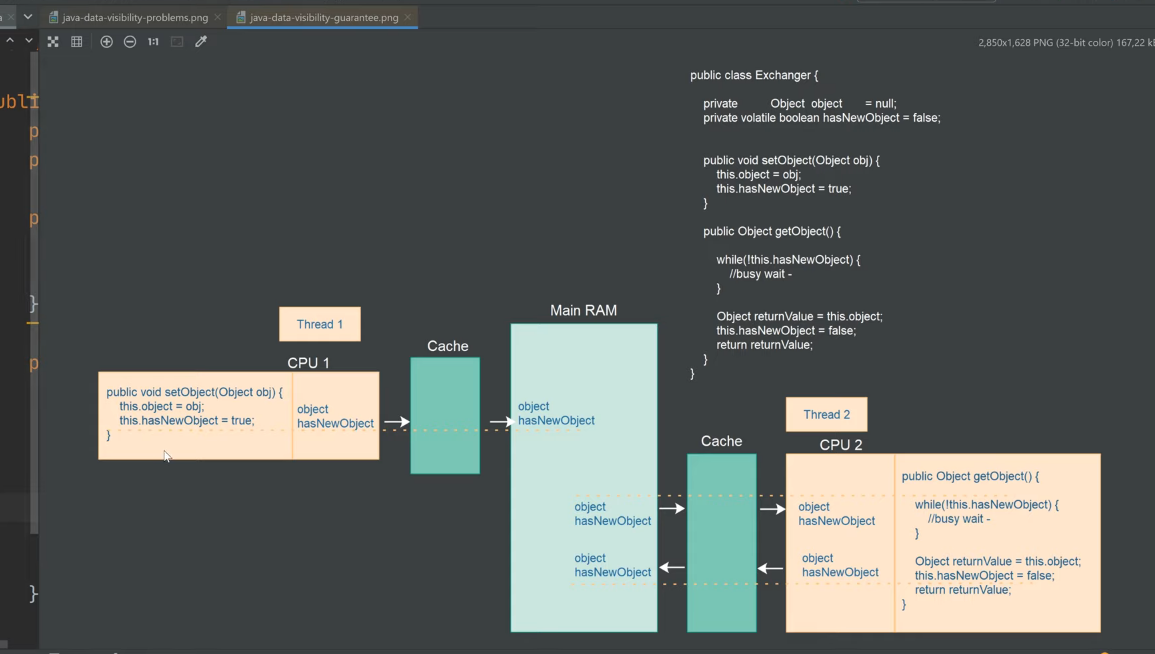 java-data-visibility-problems.png
java-data-visibility-guarantee.png
1:1
2,850x1,628 PNG (32-bit color) 167,22 kB
public class Exchanger {
private Object object = null;
private volatile boolean hasNewObject = false;
public void setObject(Object obj) {
this.object = obj;
this.hasNewObject = true;
}
public Object getObject() {
while(!this.hasNewObject) {
//busy wait -
}
Object returnValue = this.object;
this.hasNewObject = false;
return returnValue;
}
}
ubli
p
p
p
}
p
}
Thread 1
CPU 1
public void setObject(Object obj) {
this.object = obj;
this.hasNewObject = true;
}
object
hasNewObject
Cache
Main RAM
object
hasNewObject
object
hasNewObject
object
hasNewObject
Cache
Thread 2
CPU 2
object
hasNewObject
object
hasNewObject
public Object getObject() {
while(!this.hasNewObject) {
//busy wait -
}
Object returnValue = this.object;
this.hasNewObject = false;
return returnValue;
}